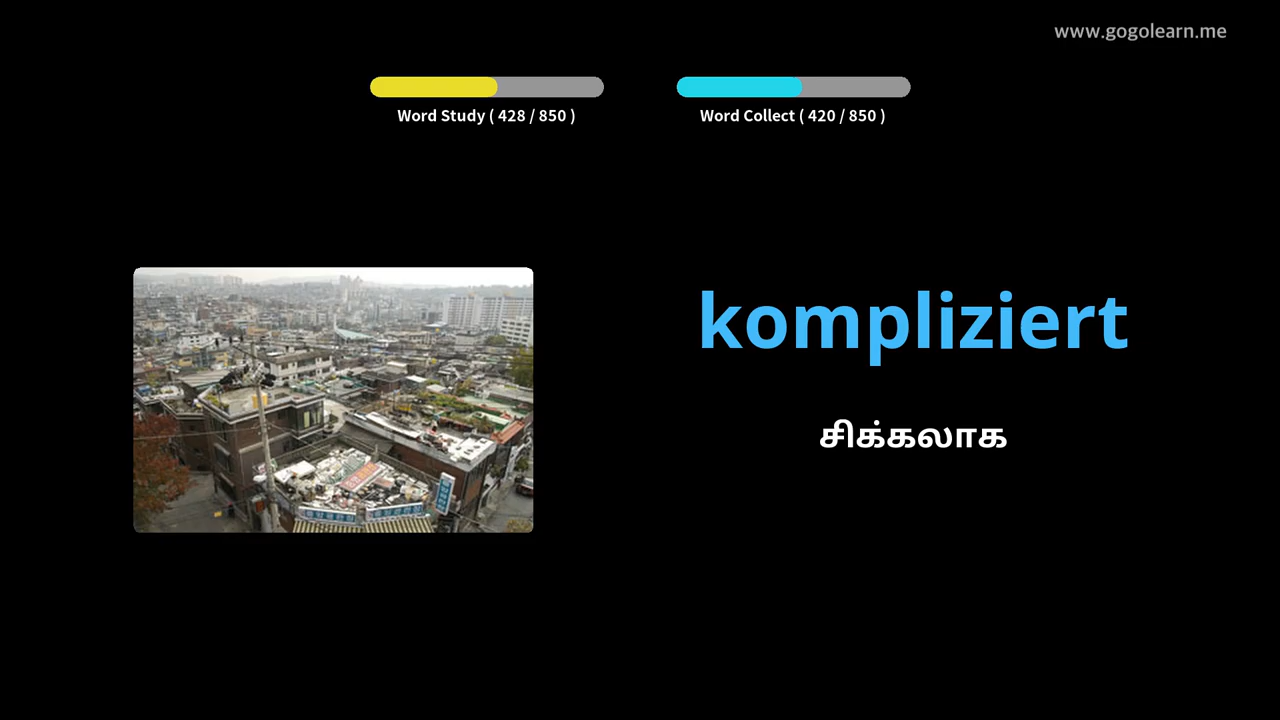 www.gogolearn.me
Word Study ( 428 / 850 )
Word Collect ( 420 / 850 )
kompliziert
சிக்கலாக